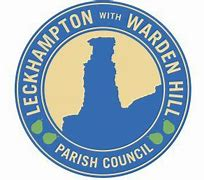 LECKHAMPTON WITH WARDEN HILL
PARISH COUNCIL